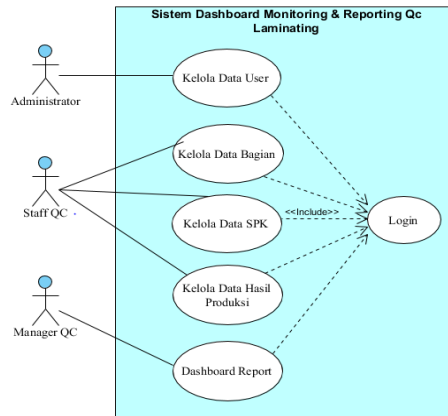 Sistem Dashboard Monitoring & Reporting Qc
Laminating
Administrator
Kelola Data User
Kelola Data Bagian
Staff QC
<<Include>>
Kelola Data SPK
Login
Kelola Data Hasil
Produksi
Manager QC
Dashboard Report